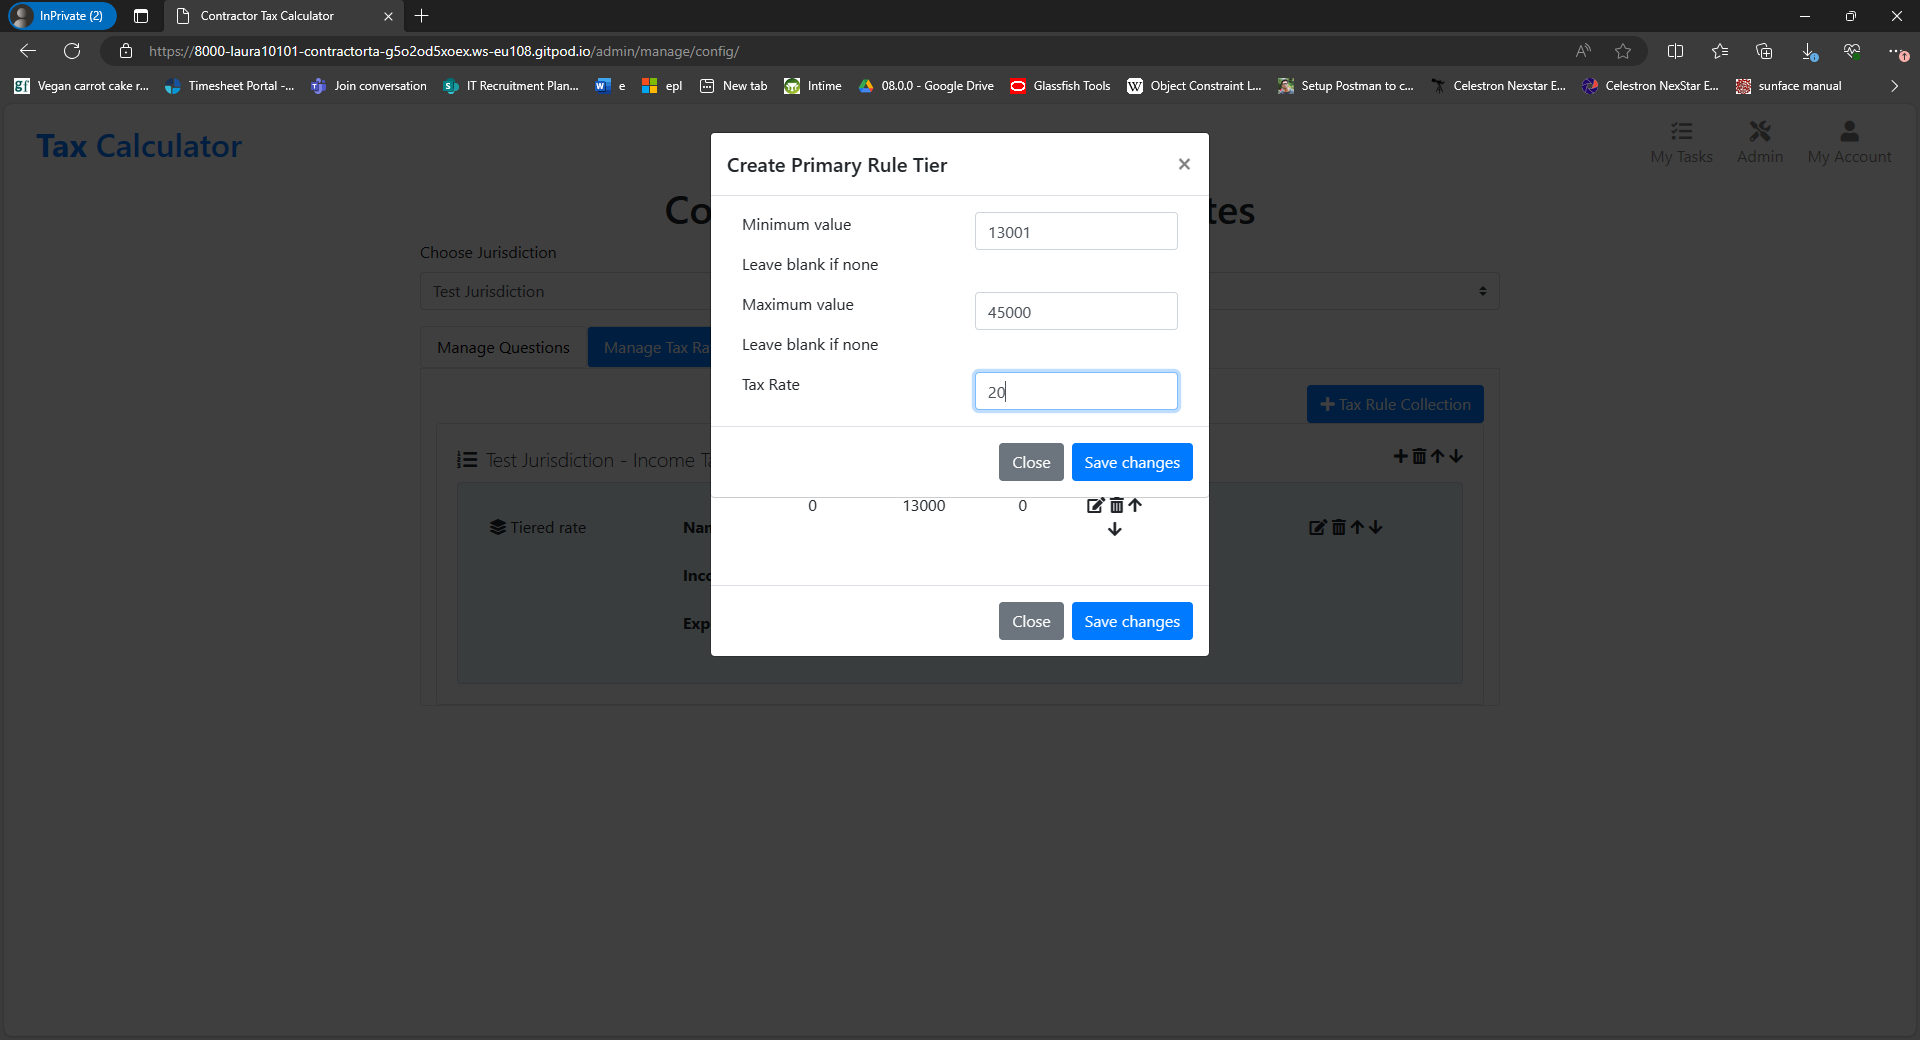 InPrivate (2)
Contractor Tax Calculator
https://8000-laura10101-contractorta-g5o2od5xoex.ws-eu108.gitpod.io/admin/manage/config/
Vegan carrot cake r... Timesheet Portal -... Join conversation IT Recruitment Plan... e epl New tab Intime 08.0.0 - Google Drive Glassfish Tools Object Constraint L... Setup Postman to c... Celestron Nexstar E... Celestron NexStar E... sunface manual
Tax Calculator
My Tasks Admin My Account
Create Primary Rule Tier ×
Co tes
Minimum value 13001
Choose Jurisdiction
Leave blank if none
Test Jurisdiction
Maximum value 45000
Manage Questions Manage Tax Ra
Leave blank if none
Tax Rate 20
+ Tax Rule Collection
Test Jurisdiction - Income T
Close Save changes
0 13000 0
Tiered rate Nan
Inco
Exp
Close Save changes